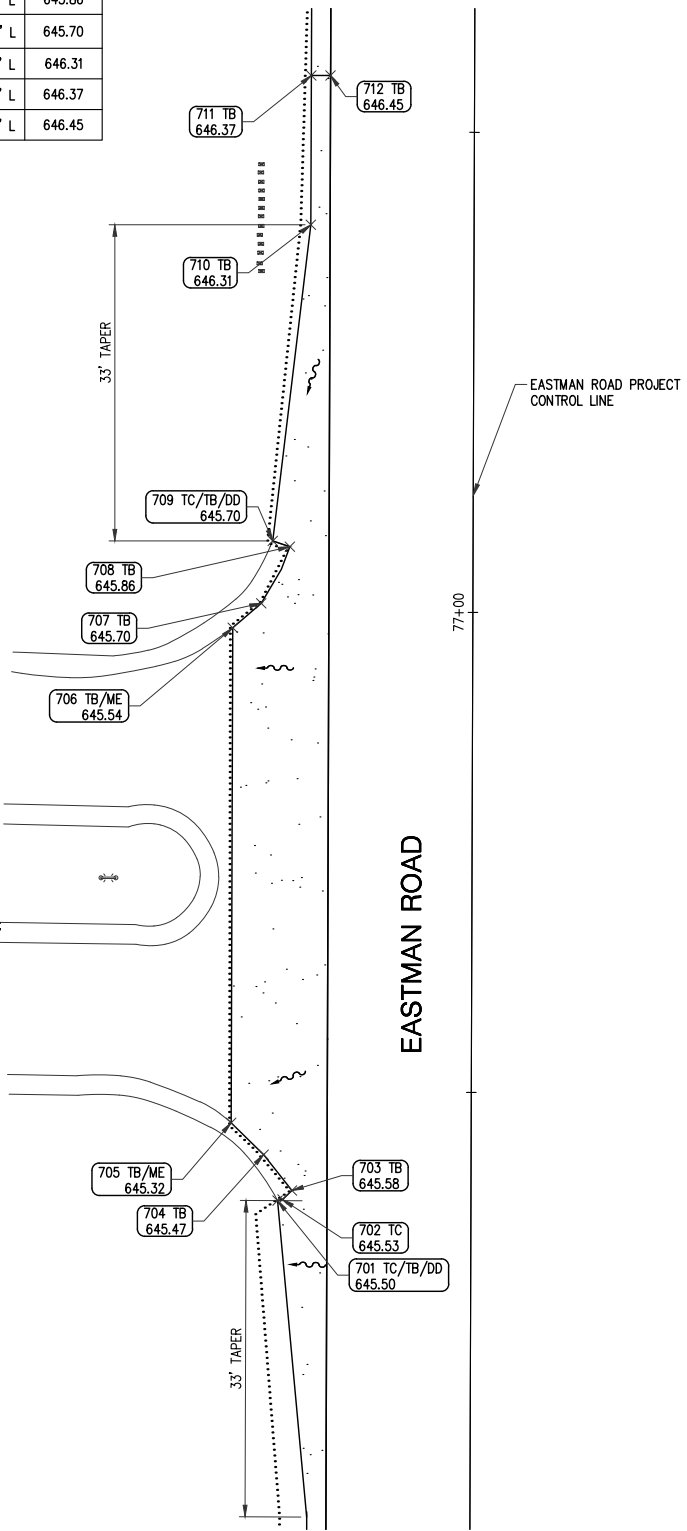 L 645.86
' L 645.70
' L 646.31
' L 646.37
' L 646.45
712 TB
646.45
711 TB
646.37
710 TB
646.31
33' TAPER
EASTMAN ROAD PROJECT
CONTROL LINE
709 TC/TB/DD
645.70
708 TB
645.86
707 TB
645.70
77+00
706 TB/ME
645.54
EASTMAN ROAD
705 TB/ME
645.32
703 TB
645.58
704 TB
645.47
702 TC
645.53
701 TC/TB/DD
645.50
33' TAPER